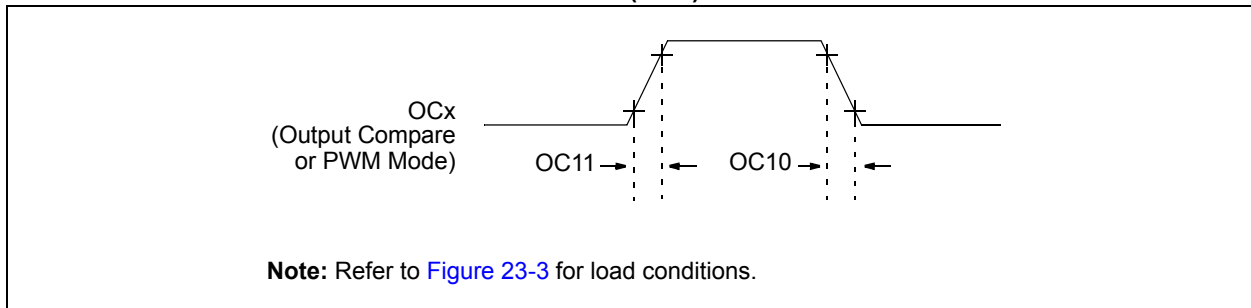 OCx
(Output Compare
or PWM Mode)
OC11
OC10
Note: Refer to Figure 23-3 for load conditions.